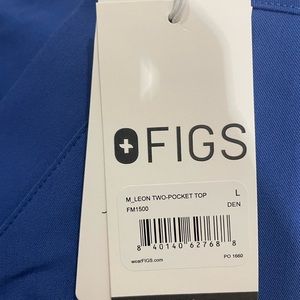 FIGS
M_LEON TWO-POCKET TOP L
FM1500 DEN
8 40140 62768 8
wearFIGS.com PO 1660